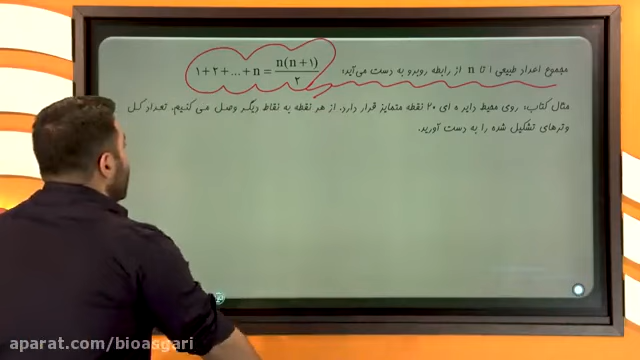 مجموع اعداد طبیعی ۱ تا n از رابطه روبرو به دست می‌آید: ۱+۲+...+n = n(n+۱)/۲
مثال کتاب: روی محیط دایره ای ۲۰ نقطه متمایز قرار دارد. از هر نقطه به نقاط دیگر وصل می کنیم. تعداد کل
وترهای تشکیل شده را به دست آورید.
aparat.com/bioasgari